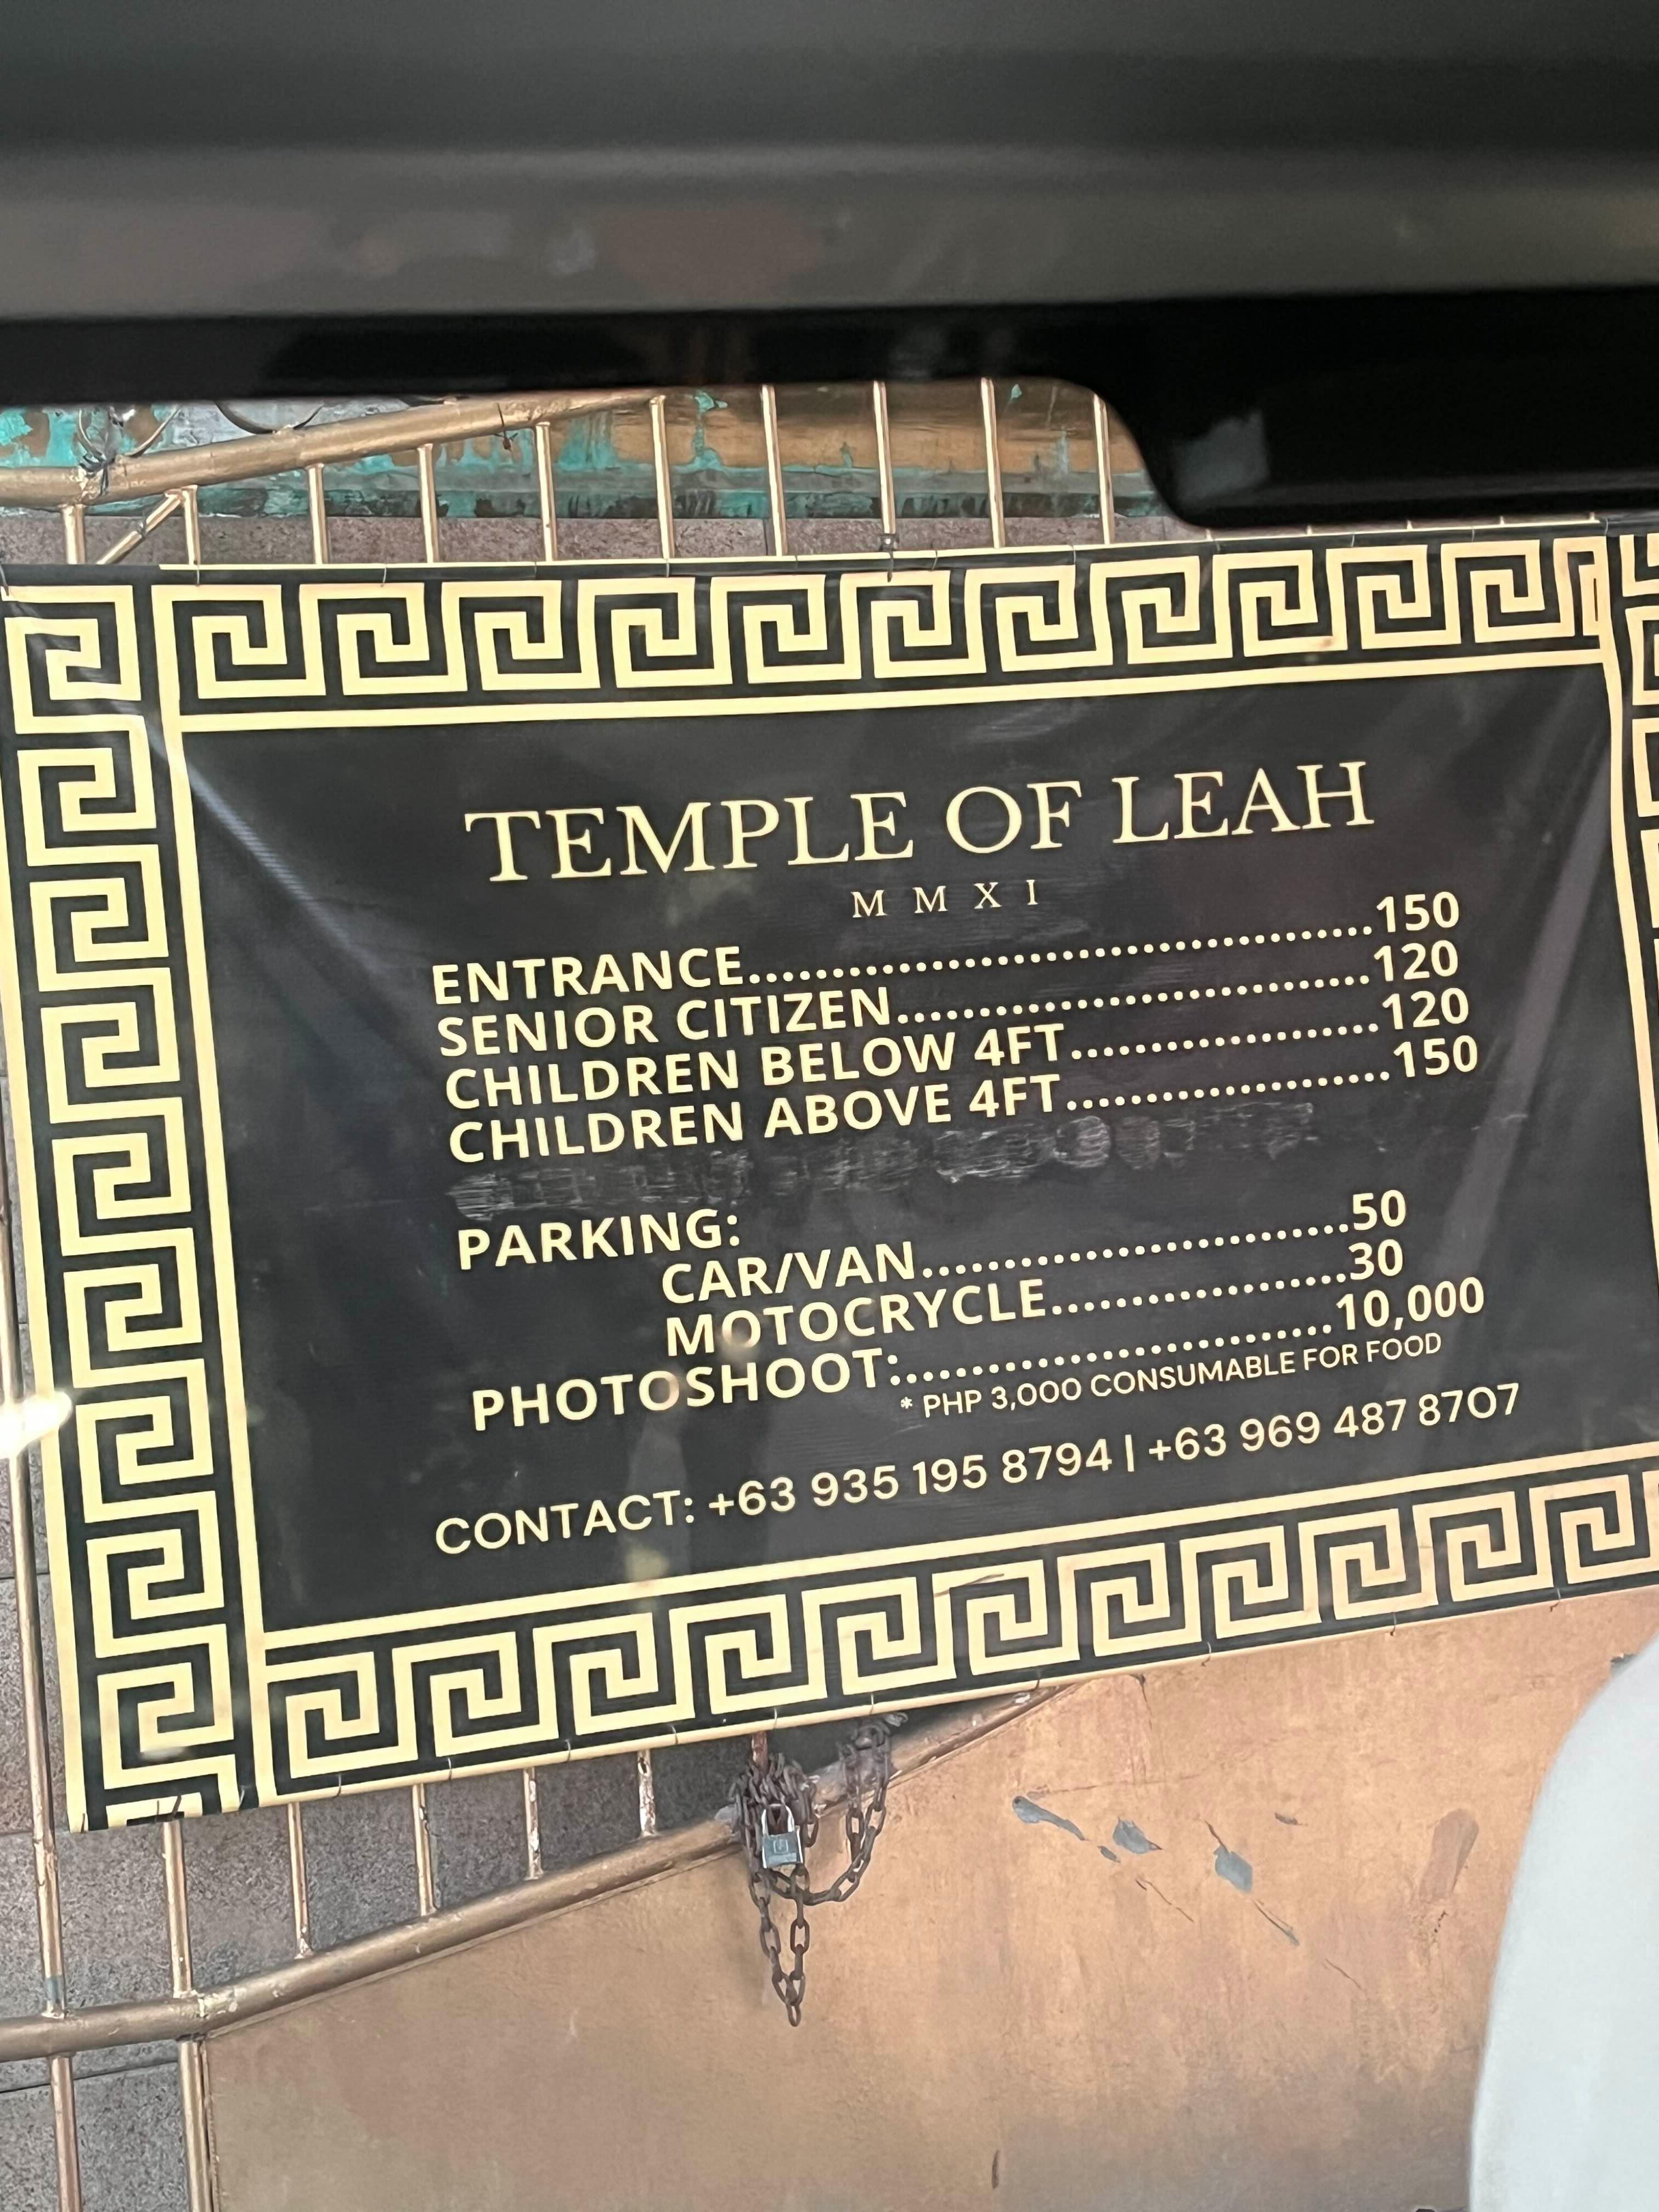 TEMPLE OF LEAH
M M X I
ENTRANCE........................................150
SENIOR CITIZEN..............................120
CHILDREN BELOW 4FT...................120
CHILDREN ABOVE 4FT....................150
PARKING:
CAR/VAN...........................50
MOTOCRYCLE..................30
PHOTOSHOOT:...........................10,000
* PHP 3,000 CONSUMABLE FOR FOOD
CONTACT: +63 935 195 8794 | +63 969 487 8707